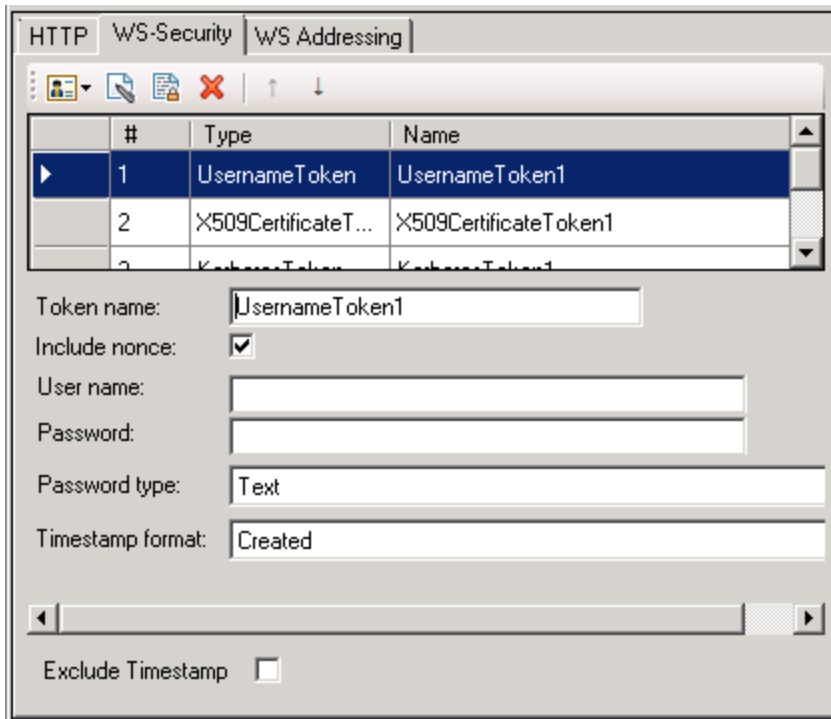 HTTP WS-Security WS Addressing
# Type Name
1 UsernameToken UsernameToken1
2 X509CertificateT... X509CertificateToken1
Token name: UsernameToken1
Include nonce:
User name:
Password:
Password type: Text
Timestamp format: Created
Exclude Timestamp